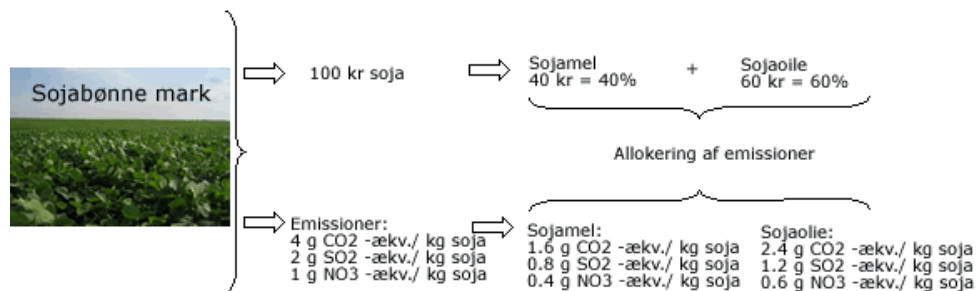 Sojabønne mark
100 kr soja
Sojamel
40 kr = 40%
+
Sojaoile
60 kr = 60%
Allokering af emissioner
Emissioner:
4 g CO2 -ækv./ kg soja
2 g SO2 -ækv./ kg soja
1 g NO3 -ækv./ kg soja
Sojamel:
1.6 g CO2 -ækv./ kg soja
0.8 g SO2 -ækv./ kg soja
0.4 g NO3 -ækv./ kg soja
Sojaolie:
2.4 g CO2 -ækv./ kg soja
1.2 g SO2 -ækv./ kg soja
0.6 g NO3 -ækv./ kg soja